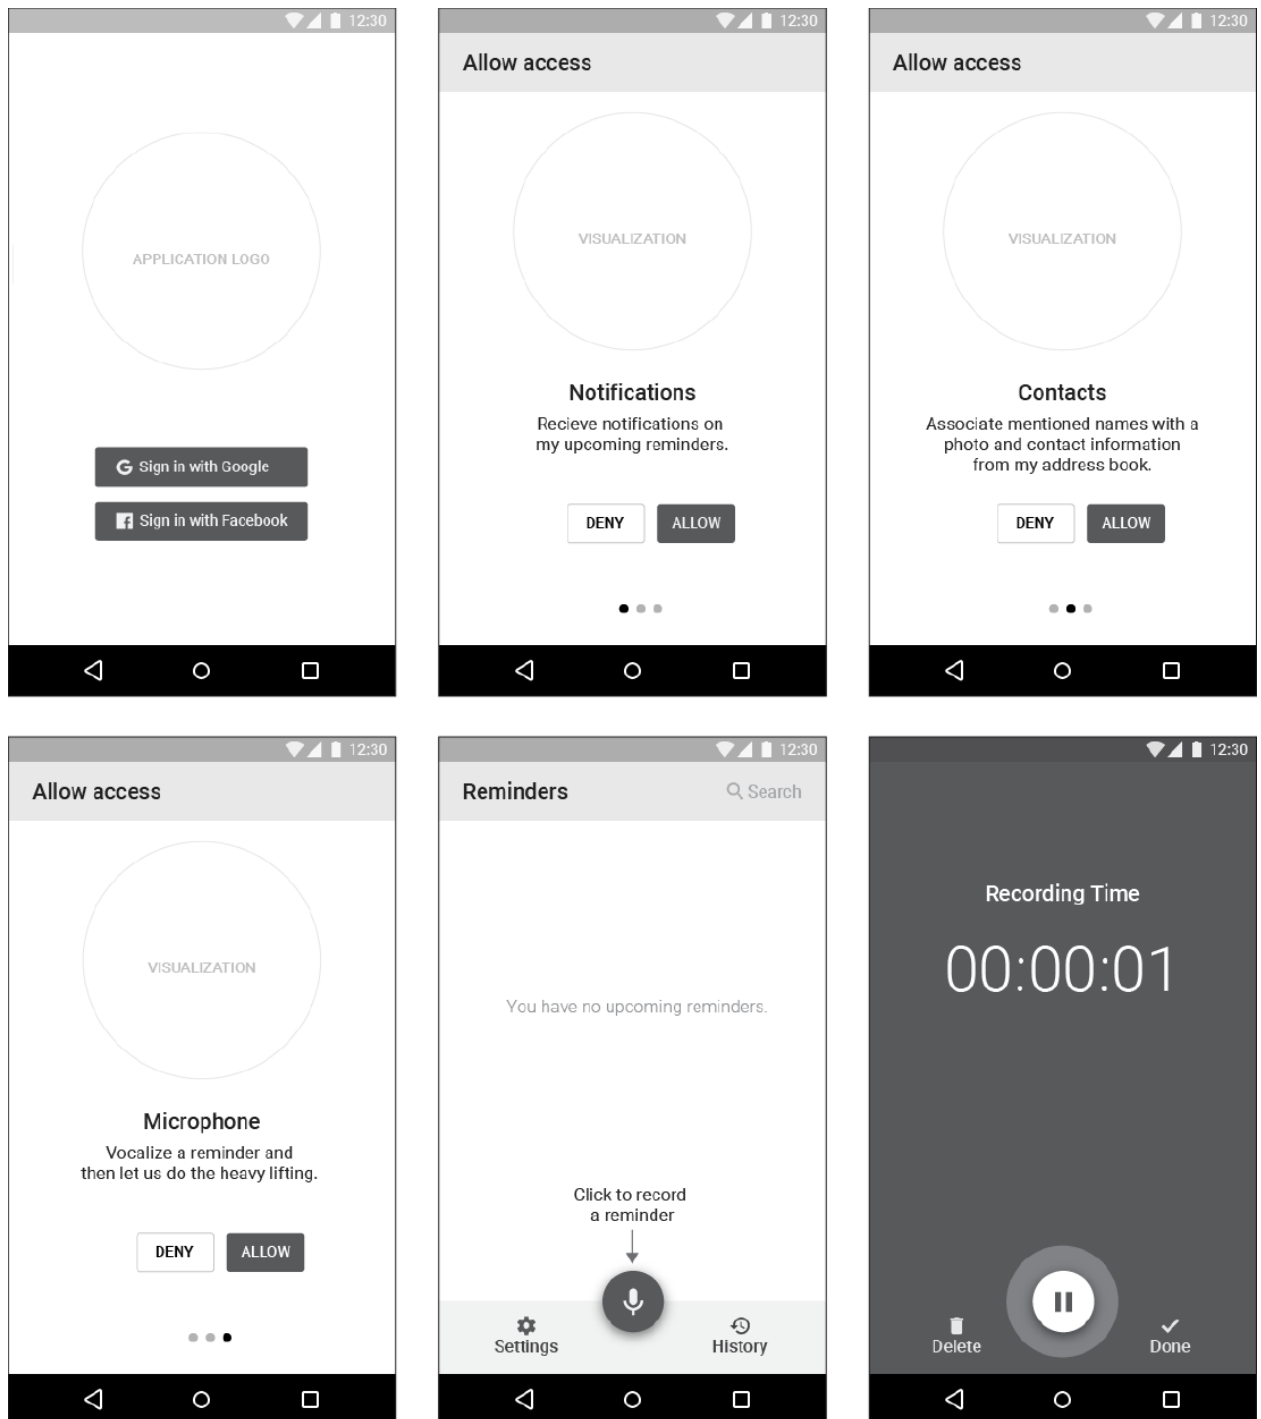 12:30
APPLICATION LOGO
Sign in with Google
Sign in with Facebook
12:30
Allow access
VISUALIZATION
Notifications
Recieve notifications on
my upcoming reminders.
DENY ALLOW
12:30
Allow access
VISUALIZATION
Contacts
Associate mentioned names with a
photo and contact information
from my address book.
DENY ALLOW
12:30
Allow access
VISUALIZATION
Microphone
Vocalize a reminder and
then let us do the heavy lifting.
DENY ALLOW
12:30
Reminders Search
You have no upcoming reminders.
Click to record
a reminder
Settings History
12:30
Recording Time
00:00:01
Delete Done